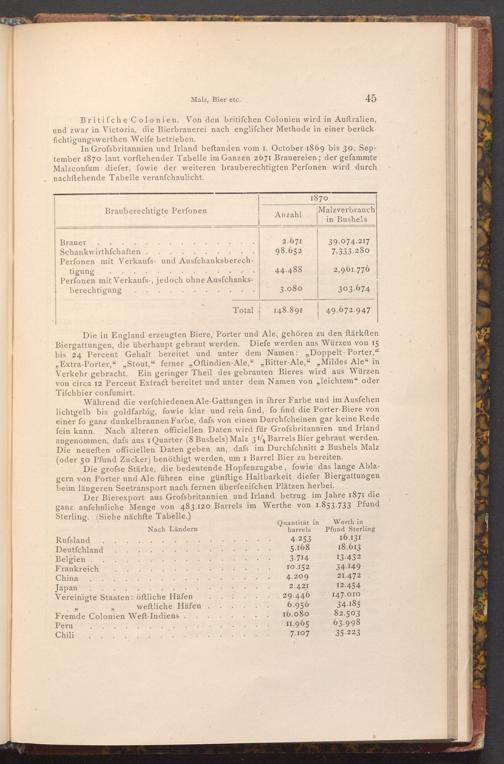 Malz, Bier etc. 45
Britiſche Colonien. Von den britiſchen Colonien wird in Auſtralien,
und zwar in Victoria, die Bierbrauerei nach engliſcher Methode in einer berück
ſichtigungswerthen Weiſe betrieben.
In Groſsbritannien und Irland beſtanden vom 1. October 1869 bis 30. Sep-
tember 1870 laut vorſtehender Tabelle im Ganzen 2671 Brauereien; der geſammte
Malzconſum dieſer, ſowie der weiteren brauberechtigten Perſonen wird durch
nachſtehende Tabelle veranſchaulicht.
Brauberechtigte Perſonen 1870
Anzahl Malzverbrauch in Bushels
Brauer . . . . . . . . . . . . 2.671 39,074.217
Schankwirthſchaften . . . . . . . . . 98.652 7,333.280
Perſonen mit Verkaufs- und Ausſchanksberech-
tigung . . . . . . . . . . . . 44.488 2,961.776
Perſonen mit Verkaufs-, jedoch ohne Ausſchanks-
berechtigung . . . . . . . . . . 3.080 303.674
Total 148.891 49,672.947
Die in England erzeugten Biere, Porter und Ale, gehören zu den ſtärkſten
Biergattungen, die überhaupt gebraut werden. Dieſe werden aus Würzen von 15
bis 24 Percent Gehalt bereitet und unter dem Namen: „Doppelt-Porter,“
„Extra-Porter,“ „Stout,“ ferner „Oſtindien-Ale,“ „Bitter-Ale,“ „Mildes Ale“ in
Verkehr gebracht. Ein geringer Theil des gebrauten Bieres wird aus Würzen
von circa 12 Percent Extract bereitet und unter dem Namen von „leichtem“ oder
Tiſchbier conſumirt.
Während die verſchiedenen Ale-Gattungen in ihrer Farbe und im Auſsehen
lichtgelb bis goldfarbig, ſowie klar und rein ſind, ſo ſind die Porter-Biere von
einer ſo ganz dunkelbraunen Farbe, daſs von einem Durchſcheinen gar keine Rede
ſein kann. Nach älteren officiellen Daten wird für Groſsbritannien und Irland
angenommen, daſs aus 1 Quarter (8 Bushels) Malz 3 1/4 Barrels Bier gebraut werden.
Die neueſten officiellen Daten geben an, daſs im Durchſchnitt 2 Bushels Malz
(oder 50 Pfund Zucker) benöthigt werden, um 1 Barrel Bier zu bereiten.
Die groſse Stärke, die bedeutende Hopfenzugabe, ſowie das lange Abla-
gern von Porter und Ale führen eine günſtige Haltbarkeit dieſer Biergattungen
beim längeren Seetransport nach fernen überſeeiſchen Plätzen herbei.
Der Bierexport aus Groſsbritannien und Irland betrug im Jahre 1871 die
ganz anſehnliche Menge von 483.120 Barrels im Werthe von 1,853.733 Pfund
Sterling. (Siehe nächſte Tabelle.)
Nach Ländern Quantität in barrels Werth in Pfund Sterling
Ruſsland . . . . . . . . . . . 4.253 16.131
Deutſchland . . . . . . . . . . 5.168 18.613
Belgien . . . . . . . . . . . 3.714 13.432
Frankreich . . . . . . . . . . 10.152 34.149
China . . . . . . . . . . . . 4.209 21.472
Japan . . . . . . . . . . . . 2.421 12.454
Vereinigte Staaten: öſtliche Häfen . . . . . 29.446 147.010
„ „ weſtliche Häfen . . . . . 6.936 34.185
Fremde Colonien Weſt-Indiens . . . . . . 16.080 82.503
Peru . . . . . . . . . . . . 11.965 63.998
Chili . . . . . . . . . . . . 7.107 35.223